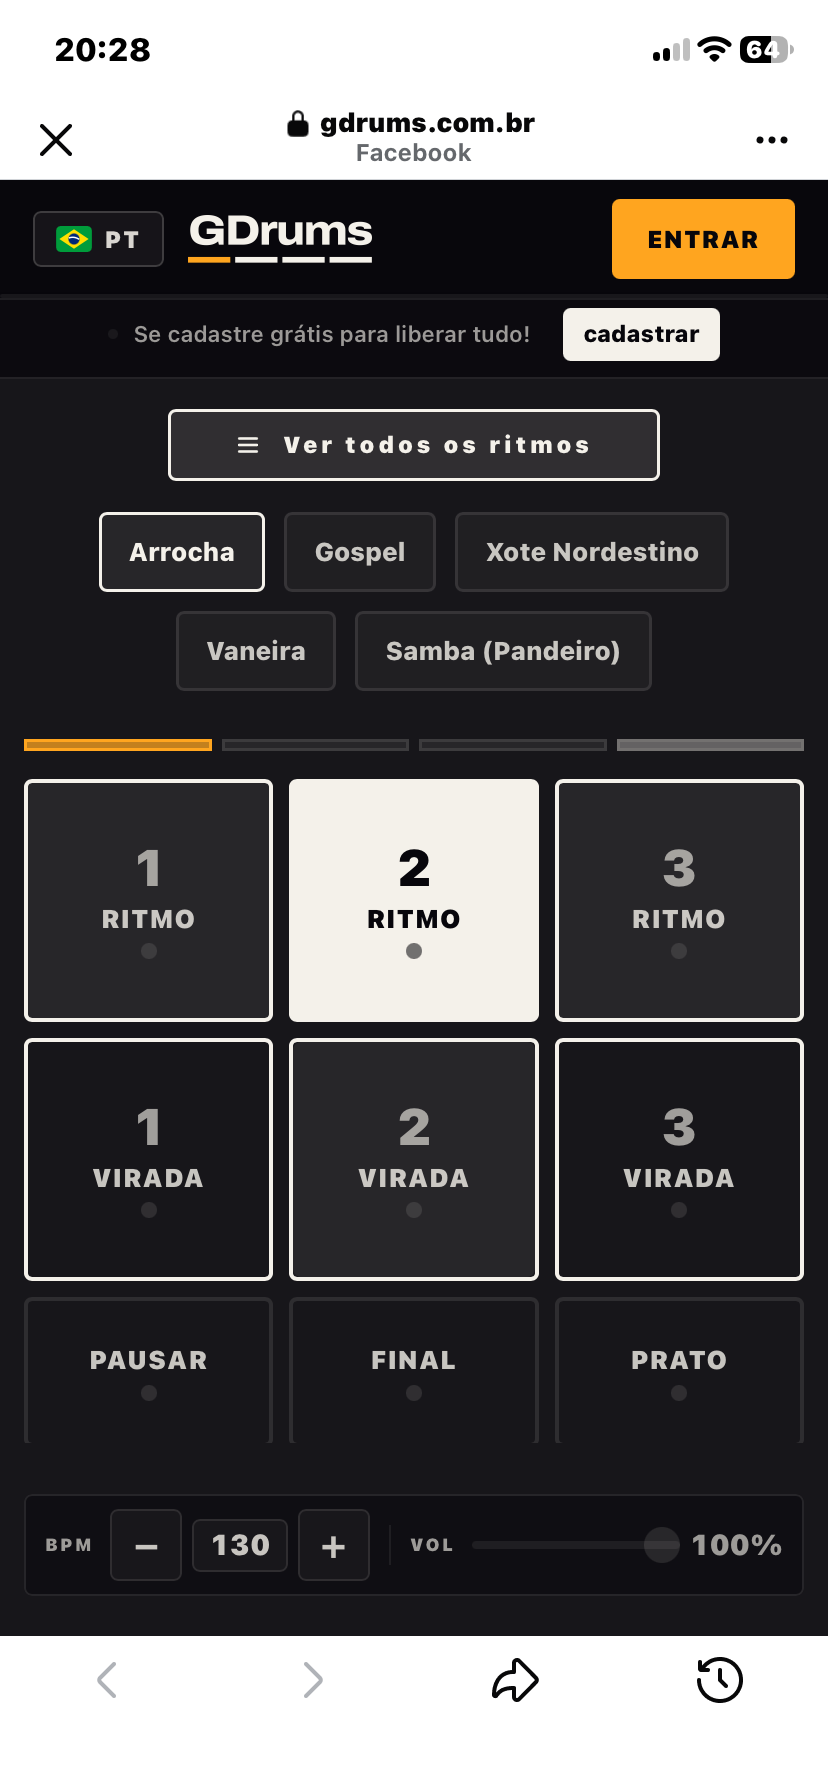 20:28
64
gdrums.com.br
Facebook
PT
GDrums
ENTRAR
Se cadastre grátis para liberar tudo!
cadastrar
Ver todos os ritmos
Arrocha
Gospel
Xote Nordestino
Vaneira
Samba (Pandeiro)
1
RITMO
2
RITMO
3
RITMO
1
VIRADA
2
VIRADA
3
VIRADA
PAUSAR
FINAL
PRATO
BPM
−
130
+
VOL
100%